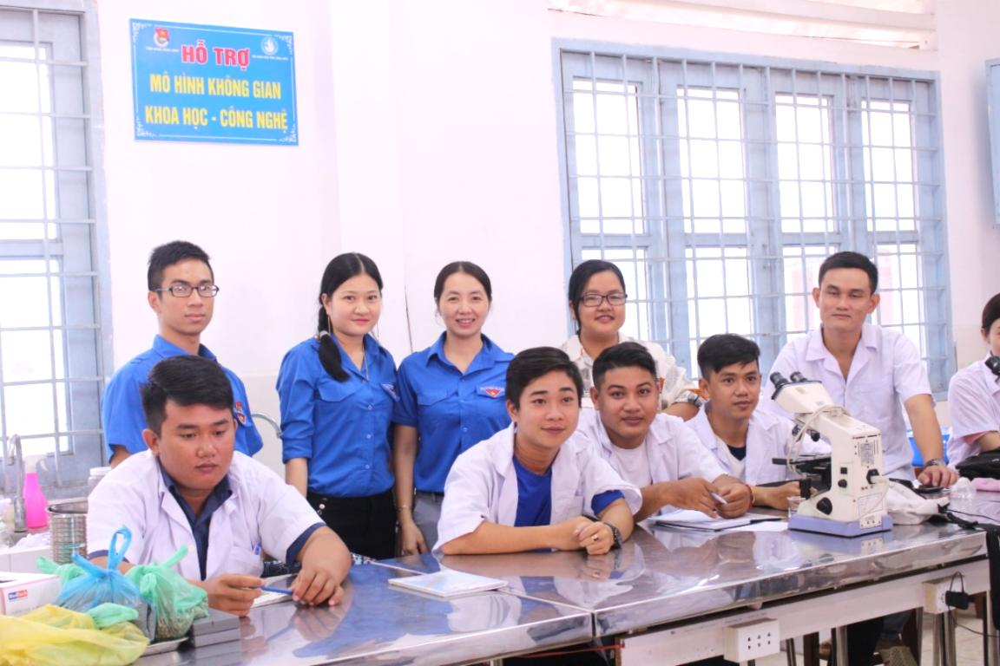 HỖ TRỢ
MÔ HÌNH KHÔNG GIAN
KHOA HỌC - CÔNG NGHỆ